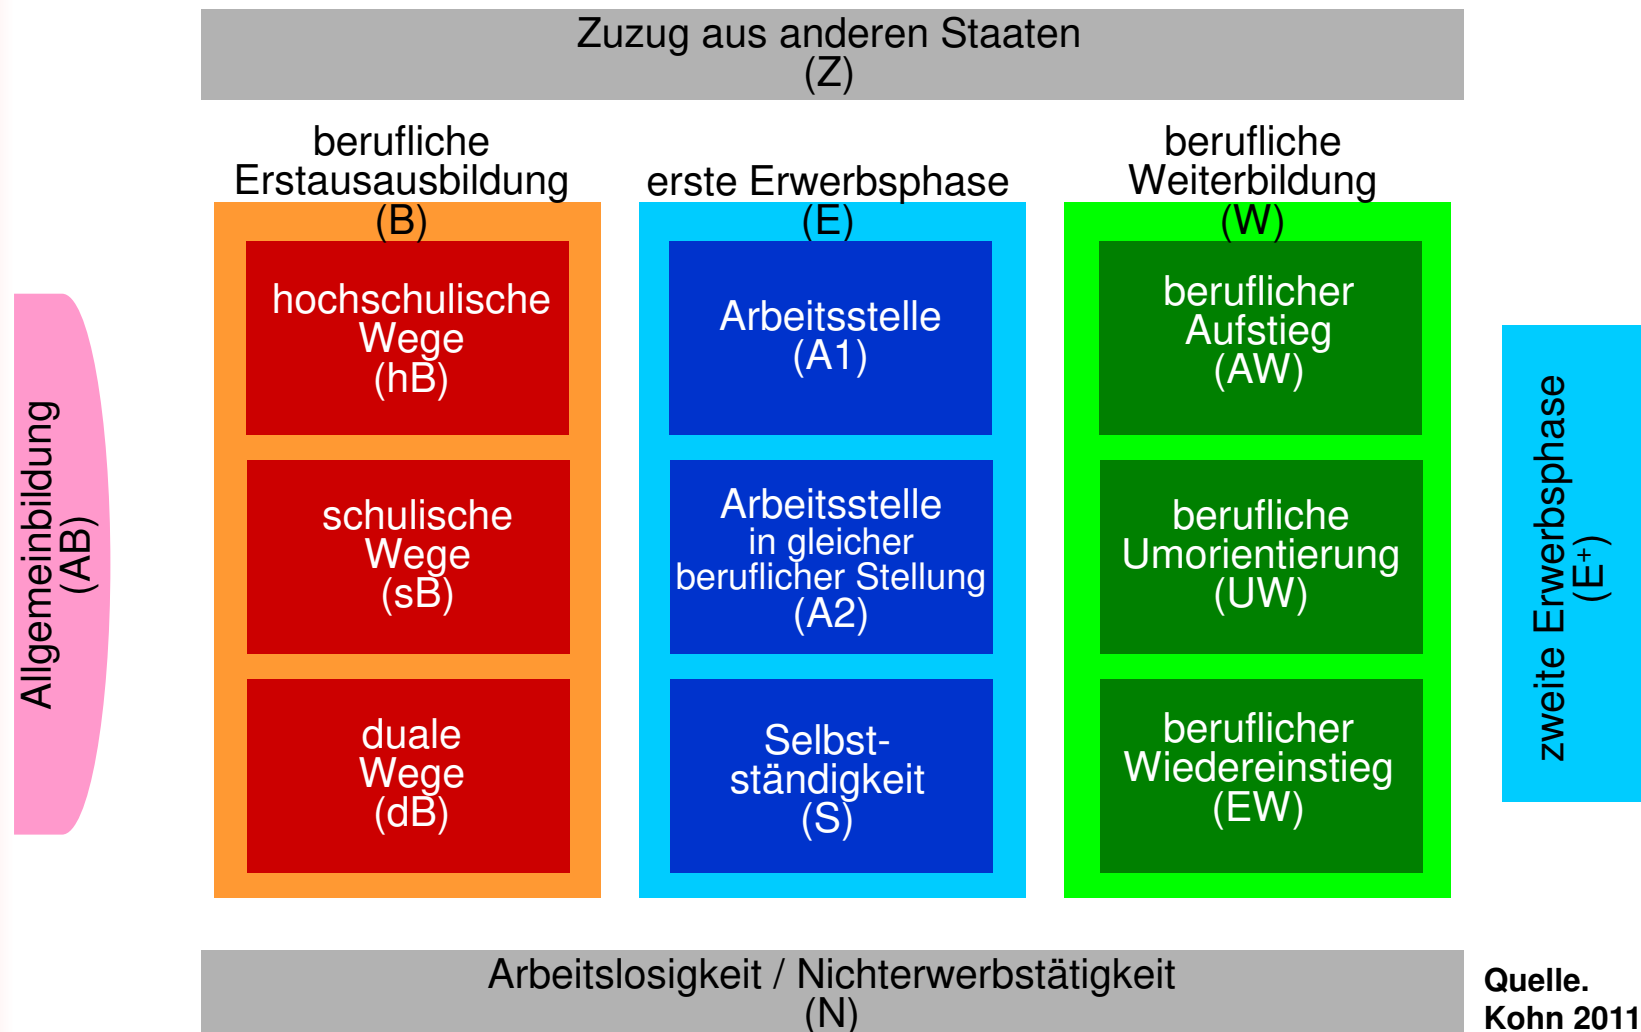 Zuzug aus anderen Staaten
(Z)
berufliche
Erstausausbildung
(B)
erste Erwerbsphase
(E)
berufliche
Weiterbildung
(W)
Allgemeinbildung
(AB)
hochschulische
Wege
(hB)
schulische
Wege
(sB)
duale
Wege
(dB)
Arbeitsstelle
(A1)
Arbeitsstelle
in gleicher
beruflicher Stellung
(A2)
Selbst-
ständigkeit
(S)
beruflicher
Aufstieg
(AW)
berufliche
Umorientierung
(UW)
beruflicher
Wiedereinstieg
(EW)
zweite Erwerbsphase
(E⁺)
Arbeitslosigkeit / Nichterwerbstätigkeit
(N)
Quelle.
Kohn 2011